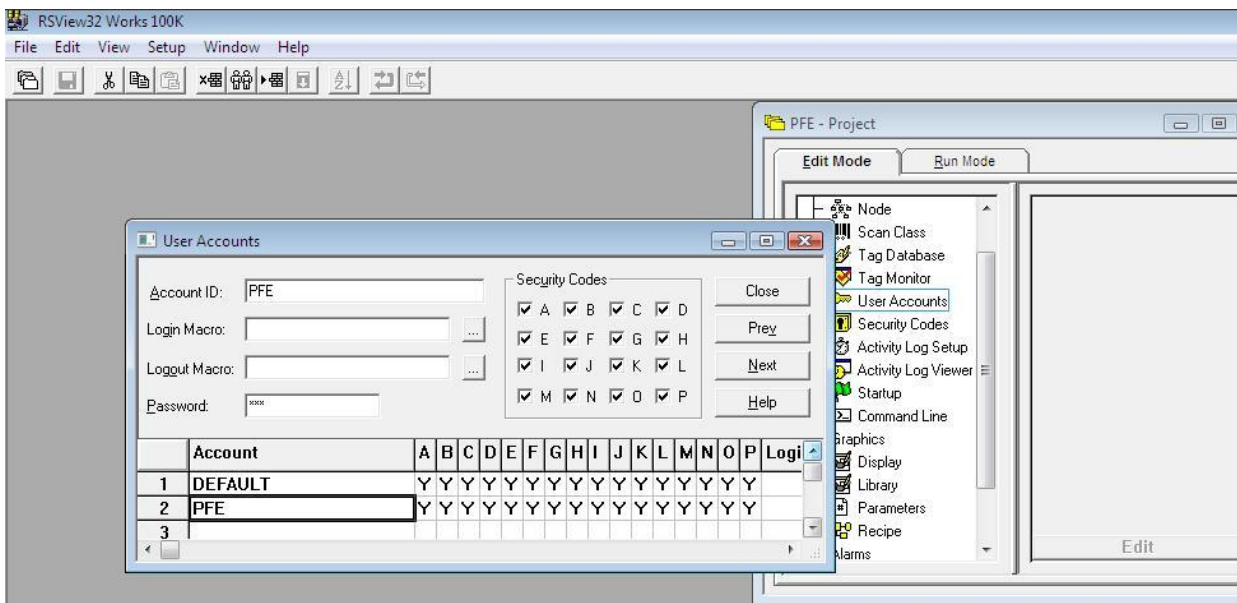 RSView32 Works 100K
File Edit View Setup Window Help
PFE - Project
Edit Mode Run Mode
Node
Scan Class
Tag Database
Tag Monitor
User Accounts
Security Codes
Activity Log Setup
Activity Log Viewer
Startup
Command Line
Graphics
Display
Library
Parameters
Recipe
Alarms
Edit
User Accounts
Account ID: PFE
Login Macro: ...
Logout Macro: ...
Password: ***
Security Codes
A B C D
E F G H
I J K L
M N O P
Close
Prev
Next
Help
Account A B C D E F G H I J K L M N O P Logi
1 DEFAULT Y Y Y Y Y Y Y Y Y Y Y Y Y Y Y Y
2 PFE Y Y Y Y Y Y Y Y Y Y Y Y Y Y Y Y
3